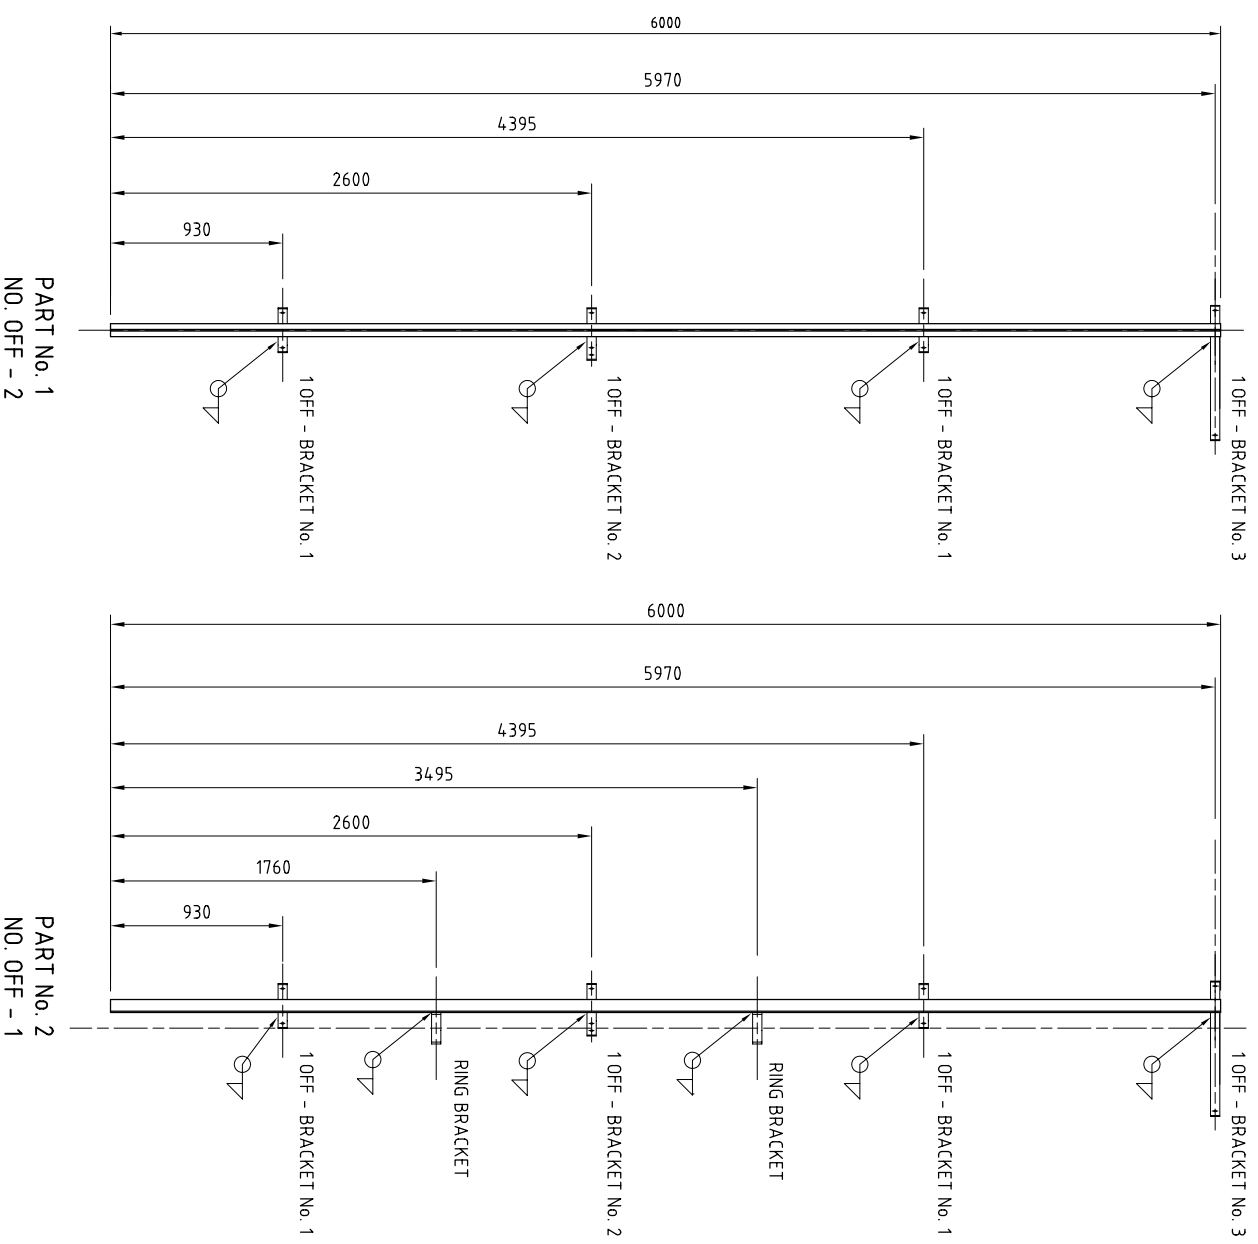 6000
5970
4395
2600
930
1 OFF - BRACKET No. 1
1 OFF - BRACKET No. 2
1 OFF - BRACKET No. 1
1 OFF - BRACKET No. 3
PART No. 1
NO. OFF - 2
6000
5970
4395
3495
2600
1760
930
1 OFF - BRACKET No. 1
RING BRACKET
1 OFF - BRACKET No. 2
RING BRACKET
1 OFF - BRACKET No. 1
1 OFF - BRACKET No. 3
PART No. 2
NO. OFF - 1